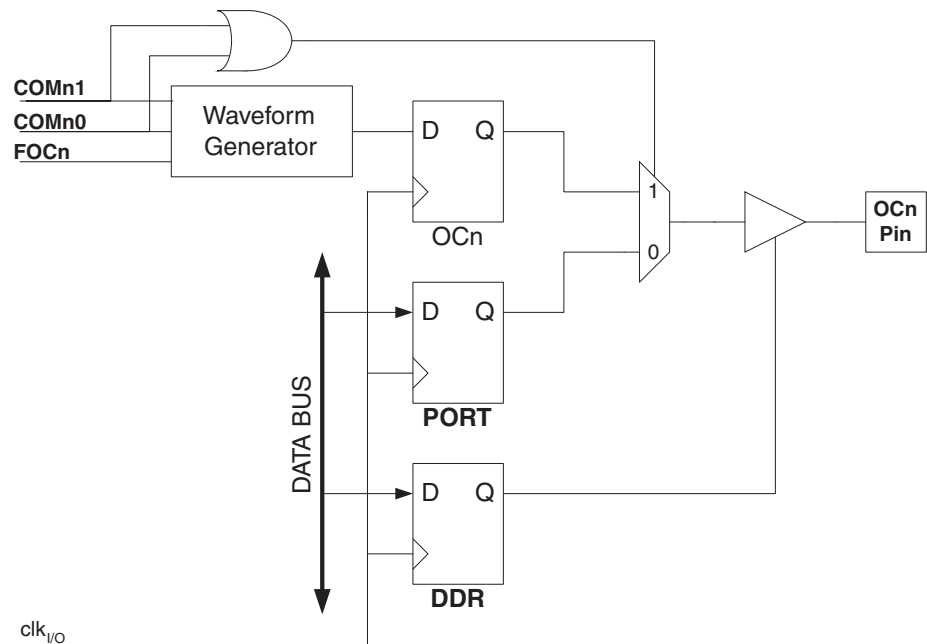 COMn1
COMn0
FOCn
Waveform
Generator
D Q
OCn
1
0
OCn
Pin
D Q
PORT
DATA BUS
D Q
DDR
clkI/O